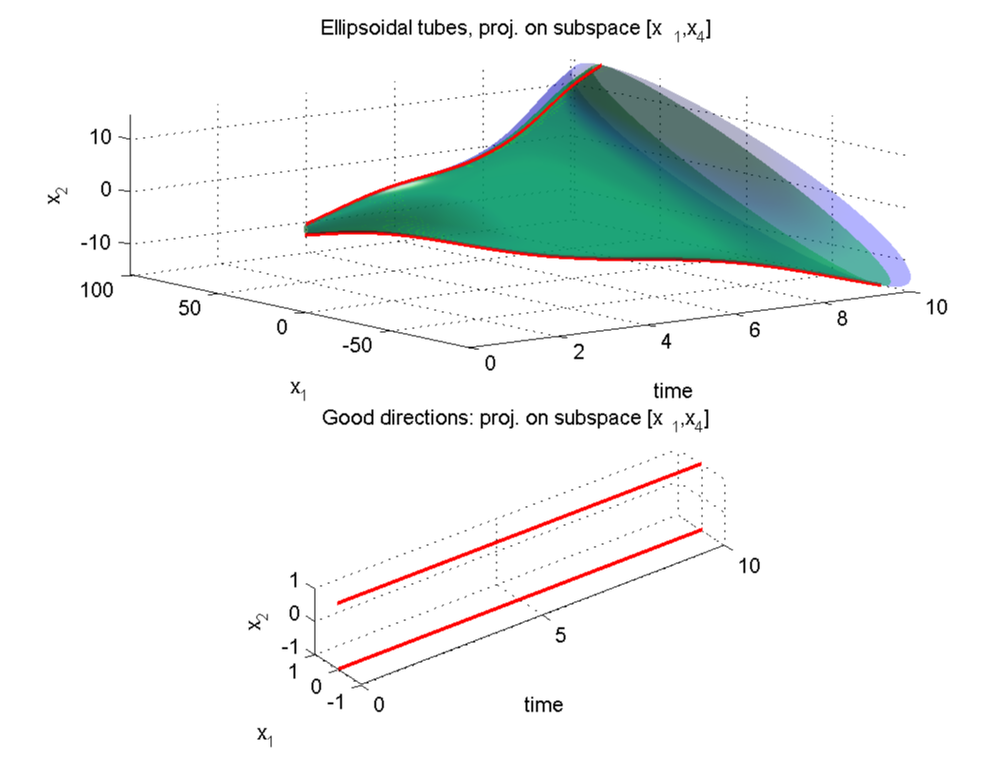 Ellipsoidal tubes, proj. on subspace [x 1,x4]
10
0
-10
x2
100
50
0
-50
x1
0
2
4
6
8
10
time
Good directions: proj. on subspace [x 1,x4]
1
0
-1
x2
1
0
-1
x1
0
5
10
time